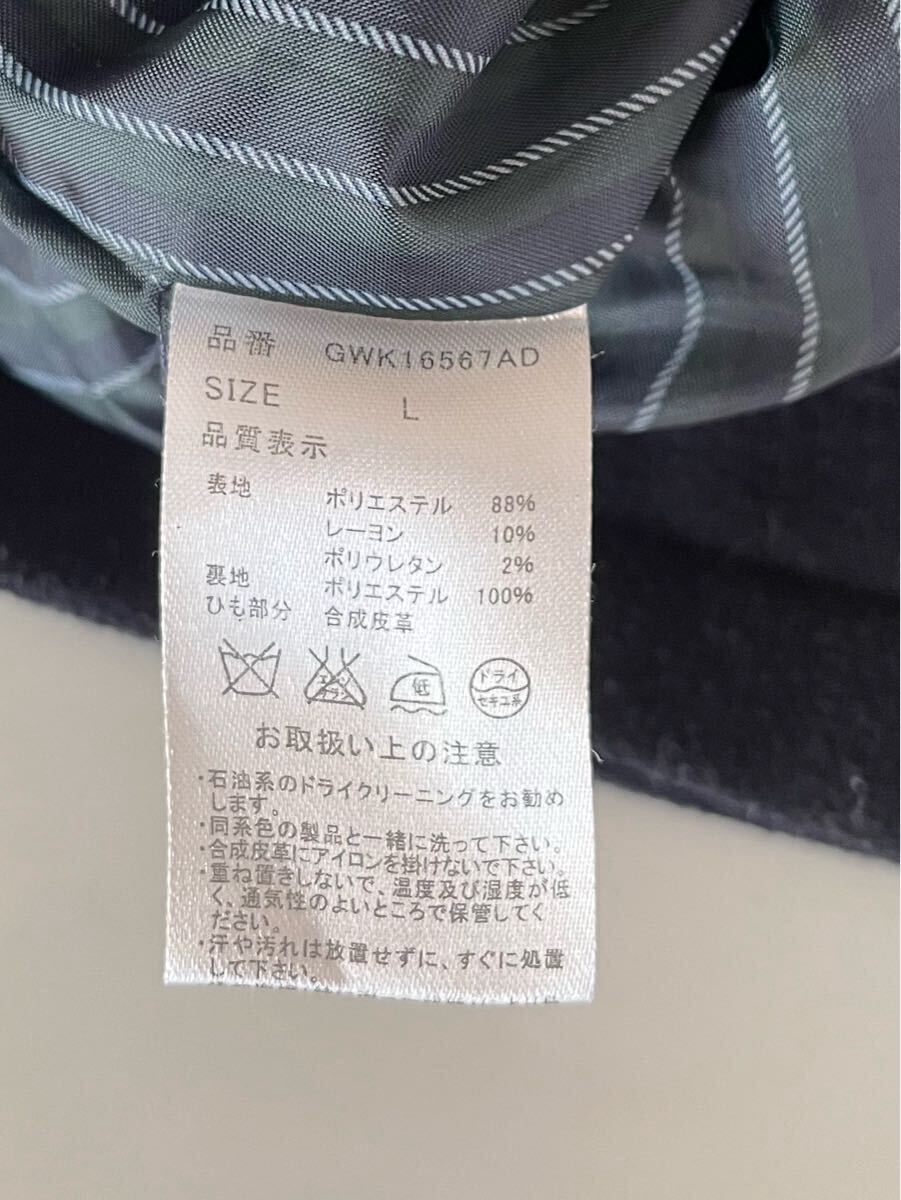 品番 GWK16567AD
SIZE L
品質表示
表地 ポリエステル 88%
レーヨン 10%
ポリウレタン 2%
裏地 ポリエステル 100%
ひも部分 合成皮革
エンソサラシ 低 ドライ セキユ系
お取扱い上の注意
・石油系のドライクリーニングをお勧め
します。
・同系色の製品と一緒に洗って下さい。
・合成皮革にアイロンを掛けないで下さい。
・重ね置きしないで、温度及び湿度が低
く、通気性のよいところで保管してく
ださい。
・汗や汚れは放置せずに、すぐに処置
して下さい。